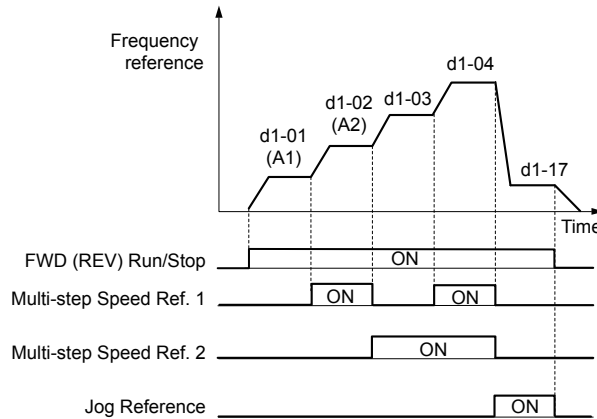 Frequency
reference
d1-01
(A1)
d1-02
(A2)
d1-03
d1-04
d1-17
Time
FWD (REV) Run/Stop
ON
Multi-step Speed Ref. 1
ON
ON
Multi-step Speed Ref. 2
ON
Jog Reference
ON